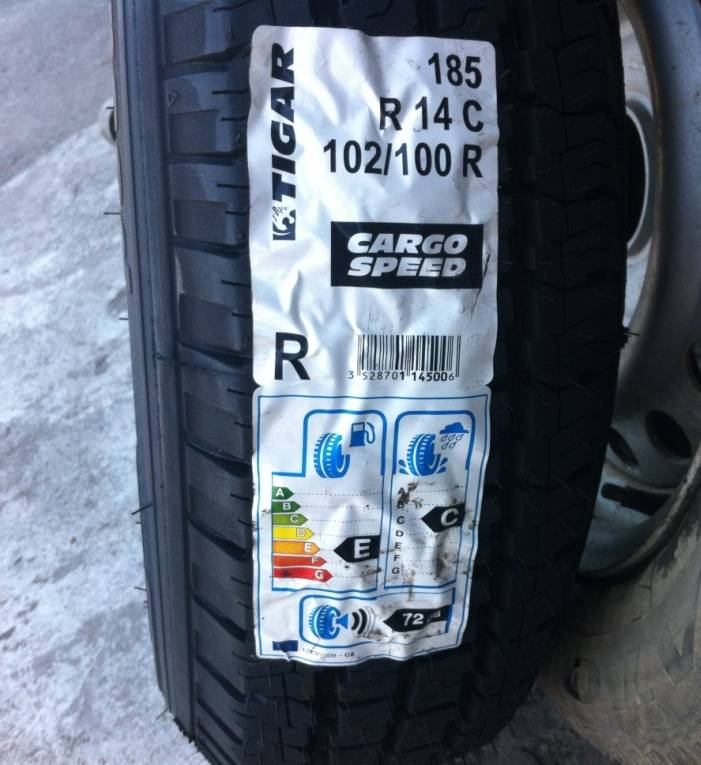 TIGAR
185
R 14 C
102/100 R
CARGO
SPEED
R
3 528701 145006
A
B
C
D
E
F
G
E
B
C
D
E
F
G
C
72